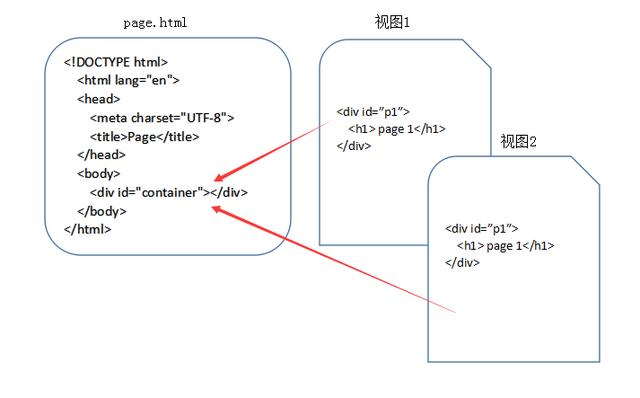 page.html
<!DOCTYPE html>
<html lang="en">
<head>
<meta charset="UTF-8">
<title>Page</title>
</head>
<body>
<div id="container"></div>
</body>
</html>
视图1
<div id="p1">
<h1> page 1</h1>
</div>
视图2
<div id="p1">
<h1> page 1</h1>
</div>